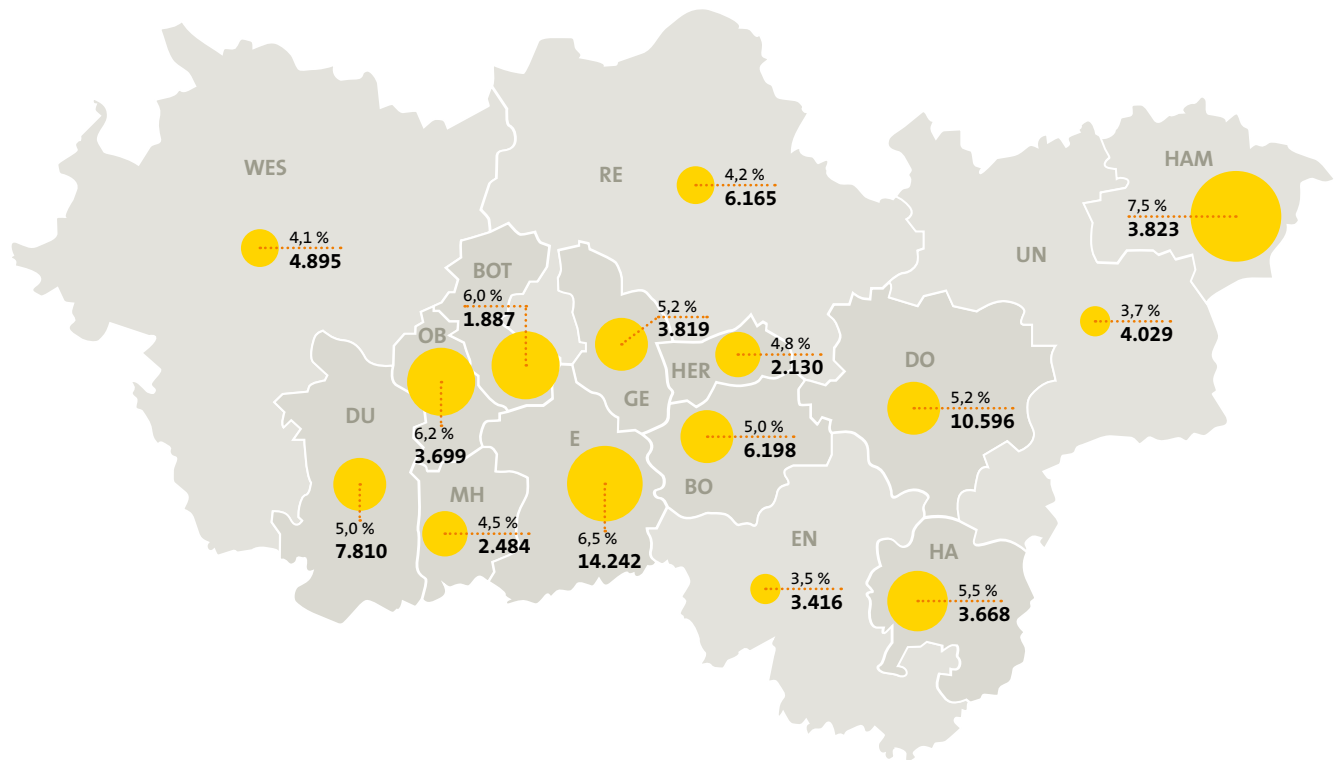 WES
4,1 %
4.895
RE
4,2 %
6.165
HAM
7,5 %
3.823
UN
3,7 %
4.029
BOT
6,0 %
1.887
OB
6,2 %
3.699
GE
5,2 %
3.819
HER
4,8 %
2.130
DO
5,2 %
10.596
DU
5,0 %
7.810
MH
4,5 %
2.484
E
6,5 %
14.242
BO
5,0 %
6.198
EN
3,5 %
3.416
HA
5,5 %
3.668